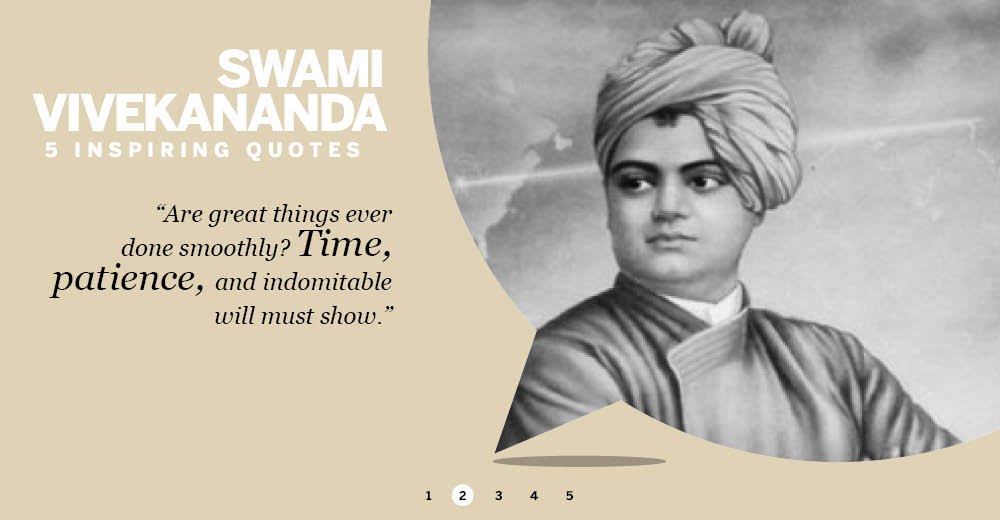 SWAMI
VIVEKANANDA
5 INSPIRING QUOTES
“Are great things ever
done smoothly? Time,
patience, and indomitable
will must show.”
1 2 3 4 5